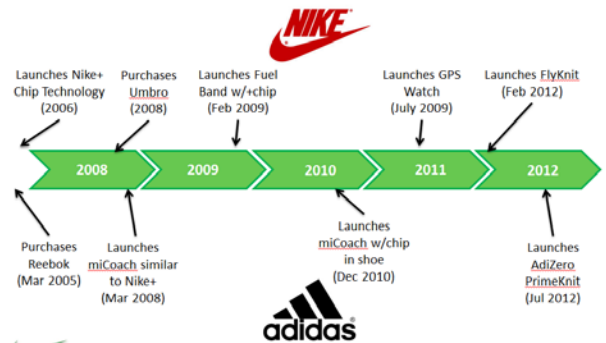 NIKE
Launches Nike+
Chip Technology
(2006)
Purchases
Umbro
(2008)
Launches Fuel
Band w/+chip
(Feb 2009)
Launches GPS
Watch
(July 2009)
Launches FlyKnit
(Feb 2012)
2008
2009
2010
2011
2012
Purchases
Reebok
(Mar 2005)
Launches
miCoach similar
to Nike+
(Mar 2008)
Launches
miCoach w/chip
in shoe
(Dec 2010)
Launches
AdiZero
PrimeKnit
(Jul 2012)
adidas